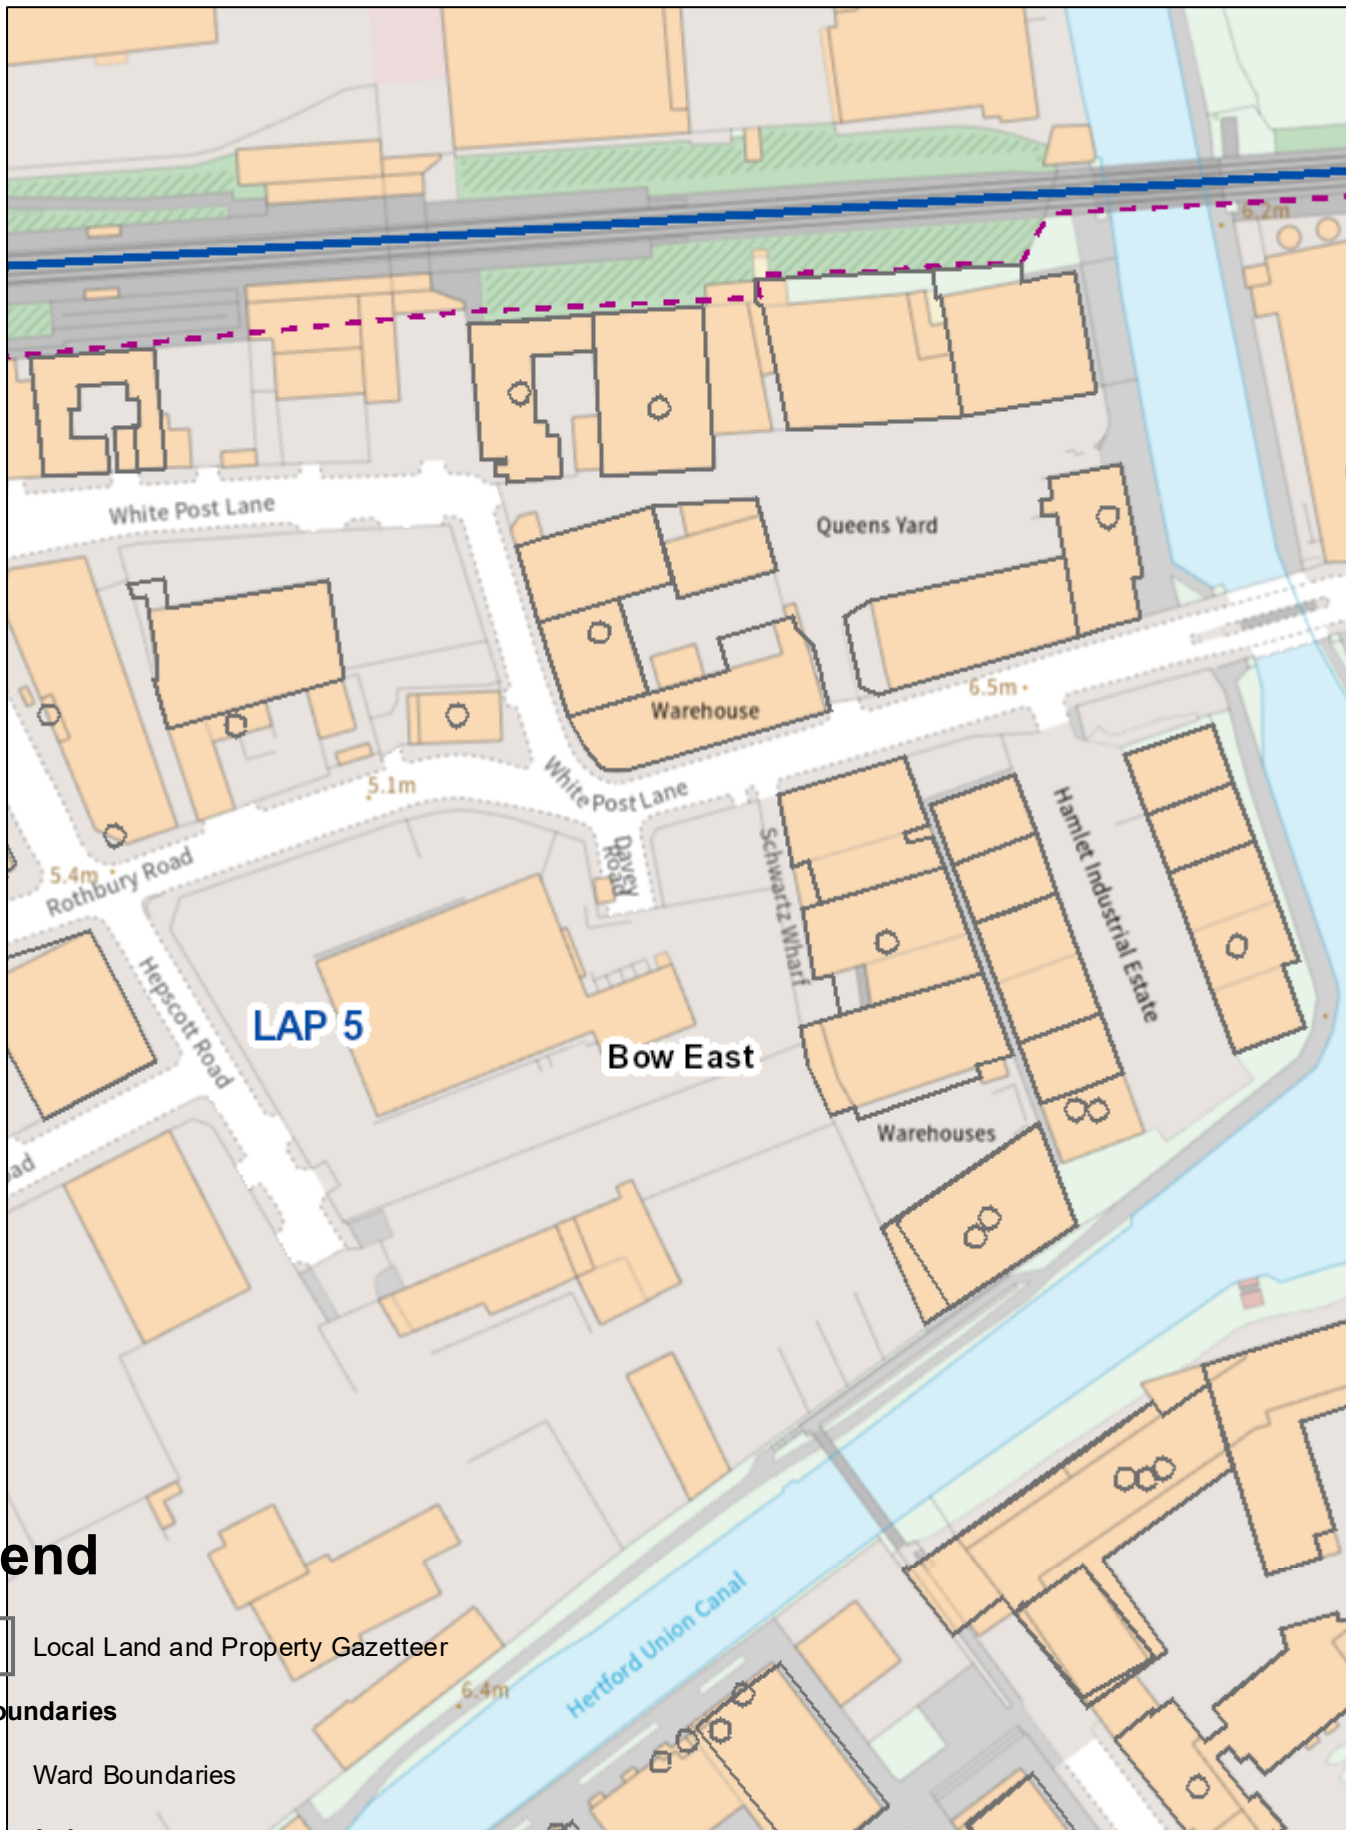 6.2m
White Post Lane
Queens Yard
6.5m
Warehouse
White Post Lane
5.1m
Davey
Road
5.4m
Rothbury Road
Schwartz Wharf
Hamlet Industrial Estate
Hepscott Road
LAP 5
Bow East
Warehouses
oad
end
Local Land and Property Gazetteer
oundaries
Ward Boundaries
Hertford Union Canal
6.4m